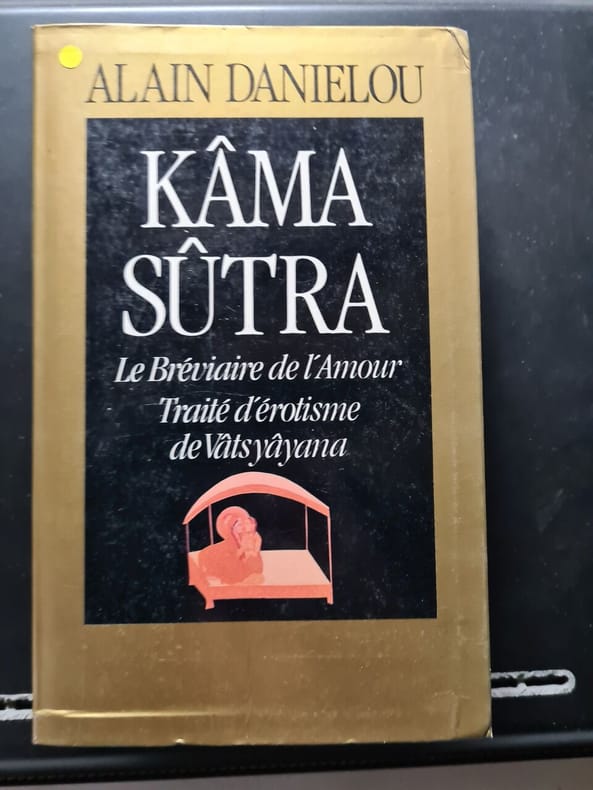 ALAIN DANIELOU
KÂMA
SÛTRA
Le Bréviaire de l'Amour
Traité d'érotisme
de Vâtsyâyana